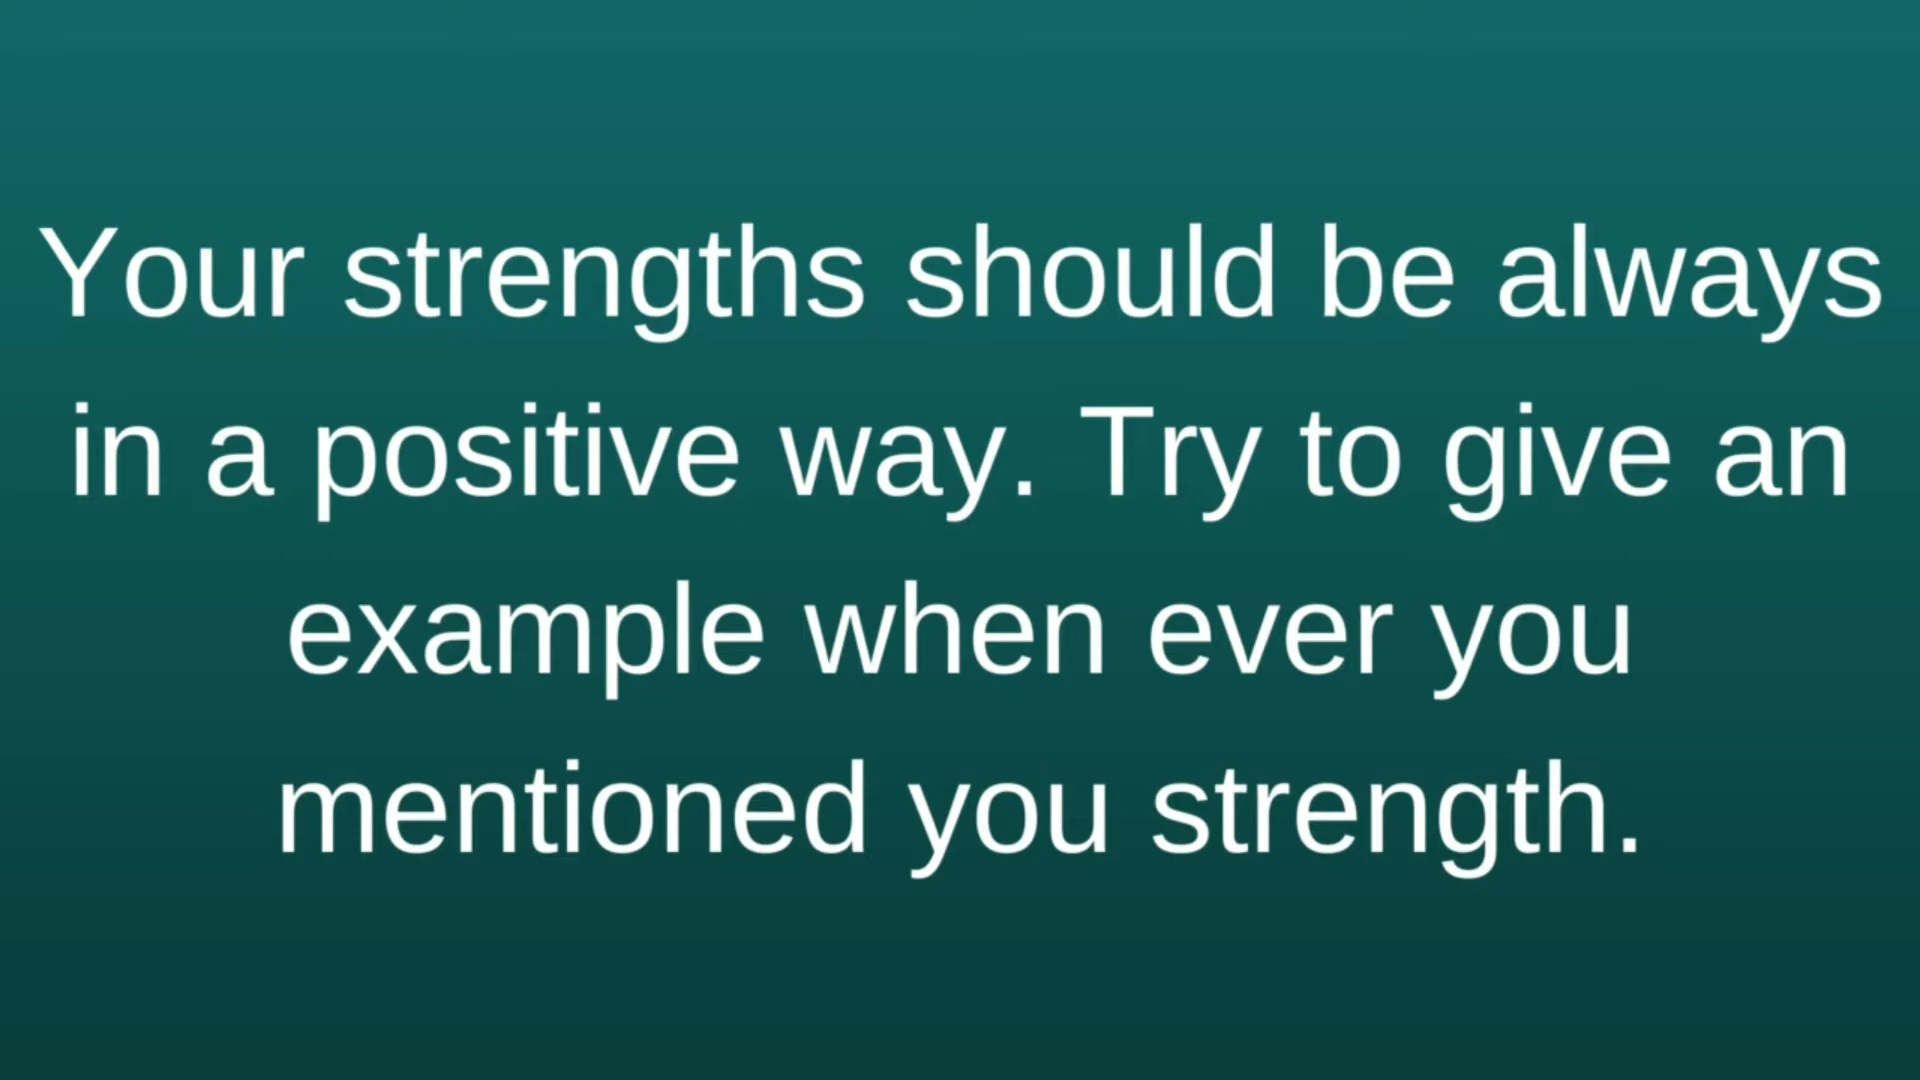 Your strengths should be always
in a positive way. Try to give an
example when ever you
mentioned you strength.